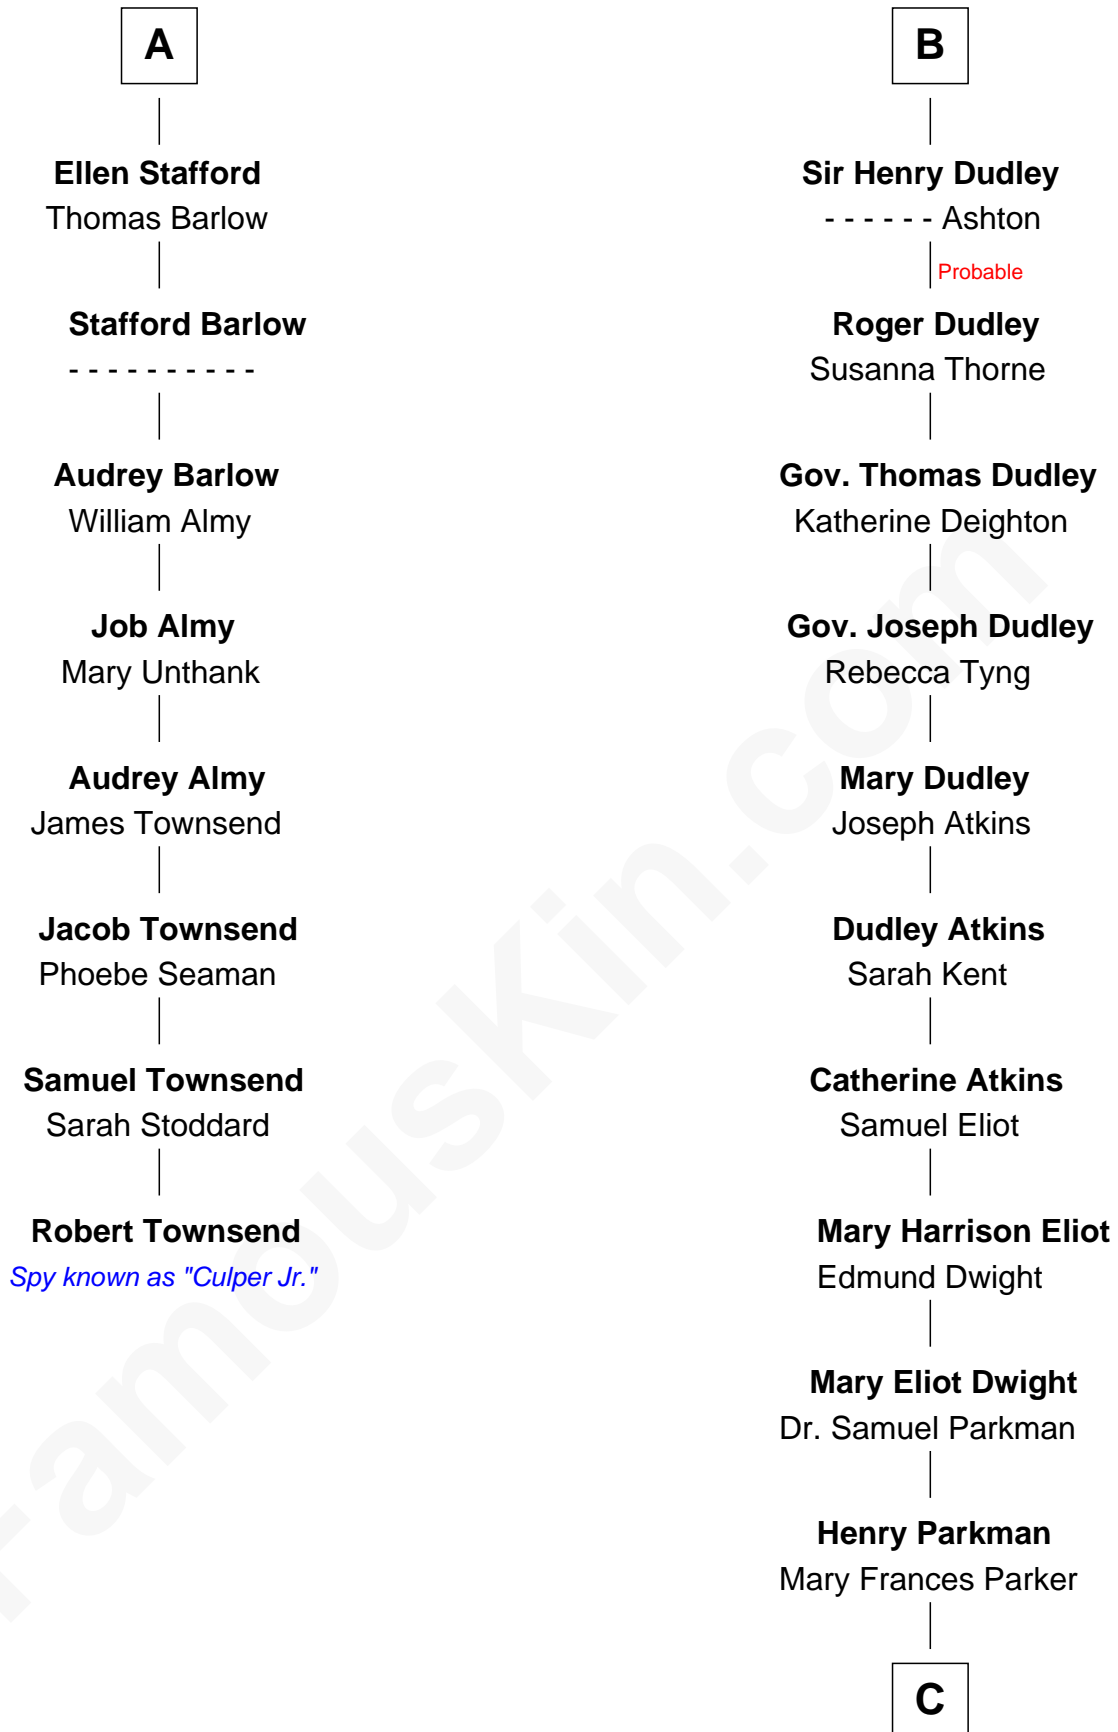 A
Ellen Stafford
Thomas Barlow
Stafford Barlow
- - - - - - - - - -
Audrey Barlow
William Almy
Job Almy
Mary Unthank
Audrey Almy
James Townsend
Jacob Townsend
Phoebe Seaman
Samuel Townsend
Sarah Stoddard
Robert Townsend
Spy known as "Culper Jr."
B
Sir Henry Dudley
- - - - - - Ashton
Probable
Roger Dudley
Susanna Thorne
Gov. Thomas Dudley
Katherine Deighton
Gov. Joseph Dudley
Rebecca Tyng
Mary Dudley
Joseph Atkins
Dudley Atkins
Sarah Kent
Catherine Atkins
Samuel Eliot
Mary Harrison Eliot
Edmund Dwight
Mary Eliot Dwight
Dr. Samuel Parkman
Henry Parkman
Mary Frances Parker
C
FamousKin.com